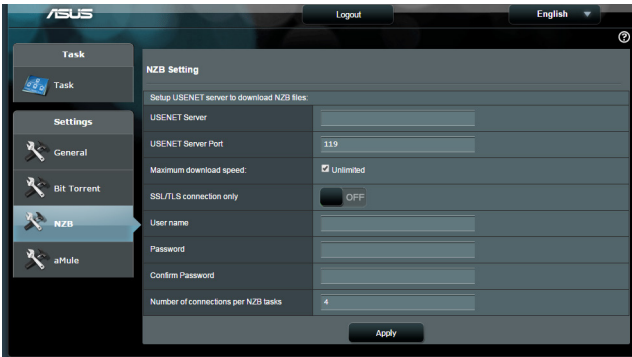 ASUS
Logout
English
Task
Task
Settings
General
Bit Torrent
NZB
aMule
NZB Setting
Setup USENET server to download NZB files:
USENET Server
USENET Server Port 119
Maximum download speed: Unlimited
SSL/TLS connection only OFF
User name
Password
Confirm Password
Number of connections per NZB tasks 4
Apply